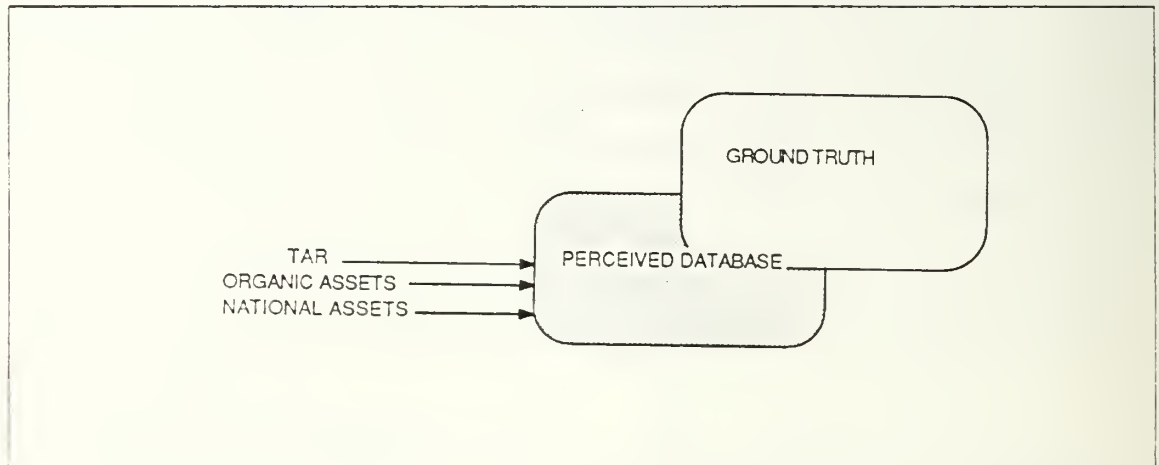 GROUND TRUTH
PERCEIVED DATABASE
TAR
ORGANIC ASSETS
NATIONAL ASSETS